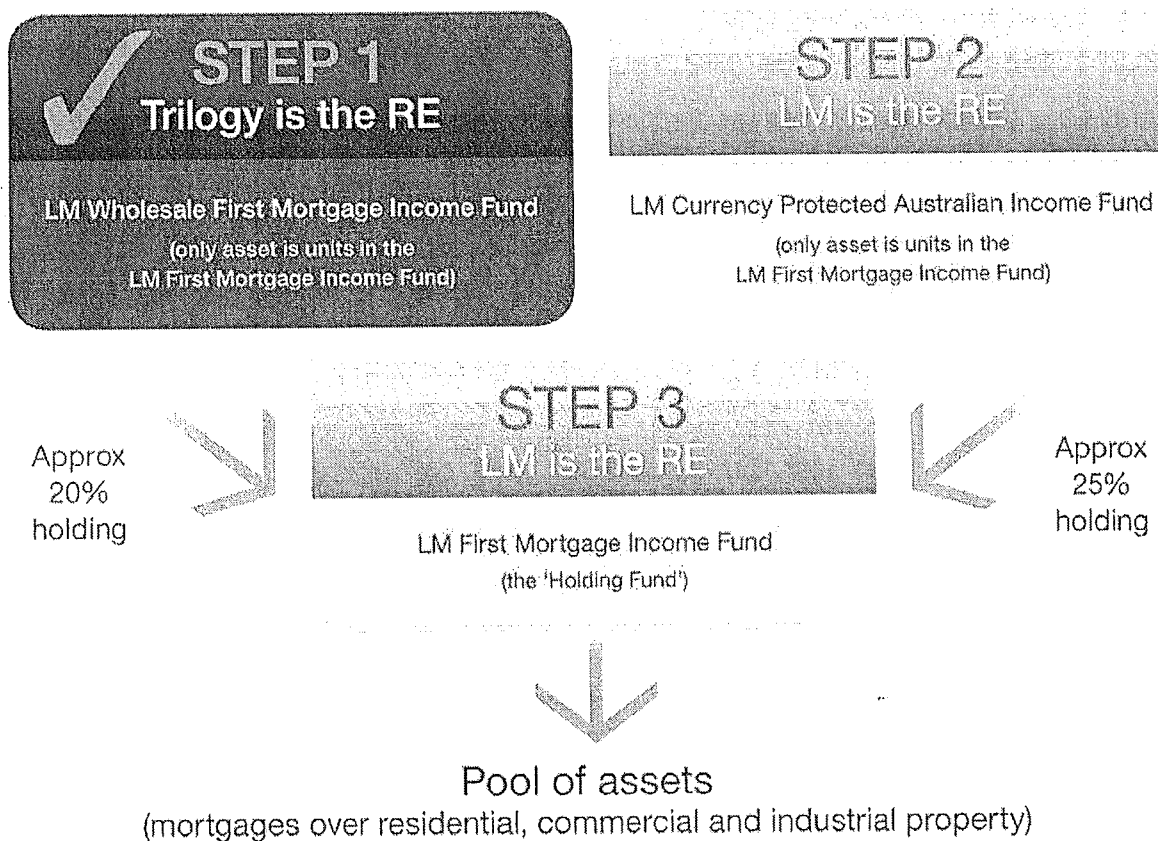 STEP 1
Trilogy is the RE
LM Wholesale First Mortgage Income Fund
(only asset is units in the
LM First Mortgage Income Fund)
STEP 2
LM is the RE
LM Currency Protected Australian Income Fund
(only asset is units in the
LM First Mortgage Income Fund)
Approx
20%
holding
STEP 3
LM is the RE
LM First Mortgage Income Fund
(the 'Holding Fund')
Approx
25%
holding
Pool of assets
(mortgages over residential, commercial and industrial property)